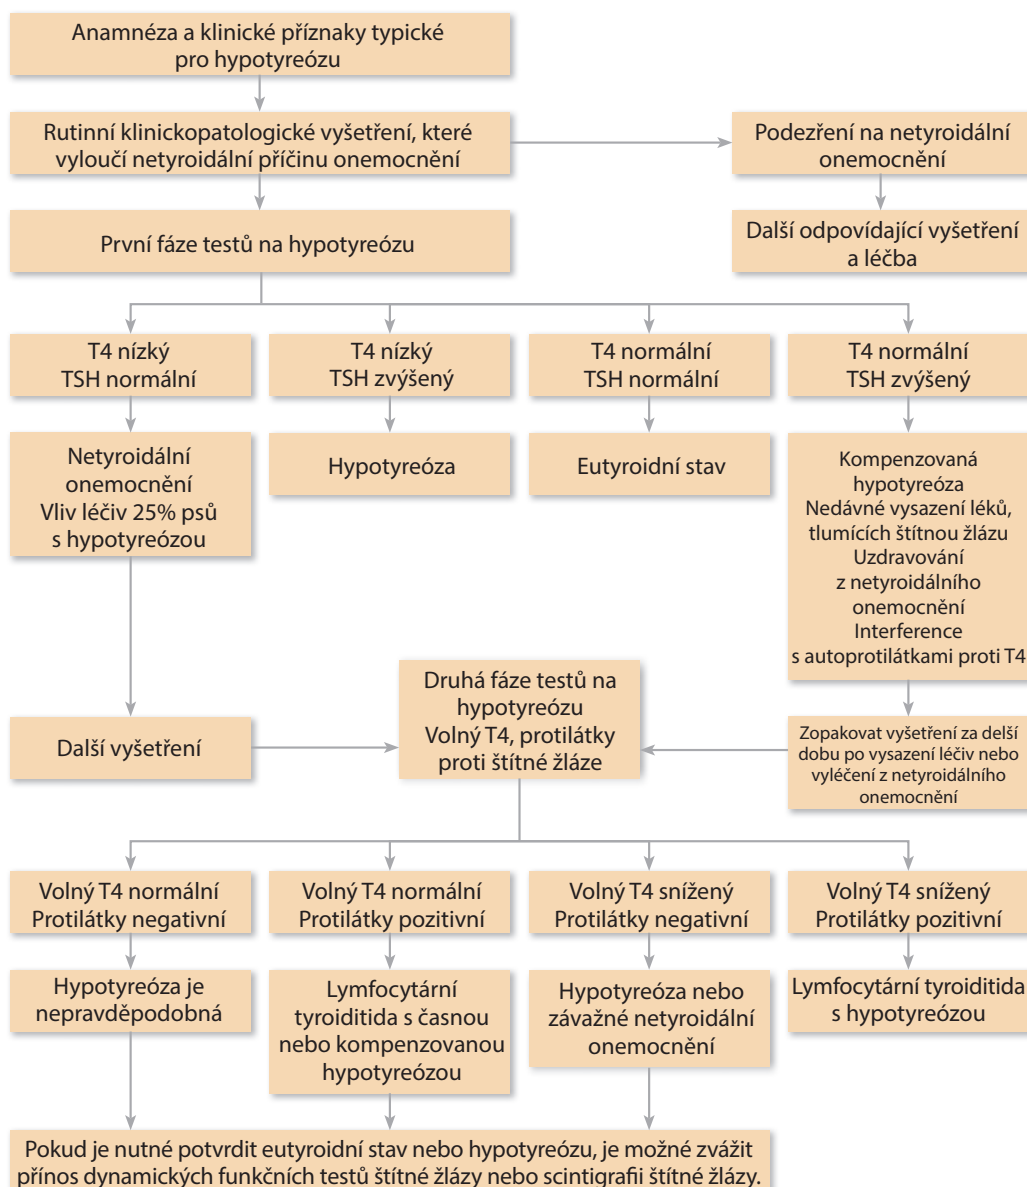 Anamnéza a klinické příznaky typické
pro hypotyreózu
Rutinní klinickopatologické vyšetření, které
vyloučí netyroidální příčinu onemocnění
Podezření na netyroidální
onemocnění
První fáze testů na hypotyreózu
Další odpovídající vyšetření
a léčba
T4 nízký
TSH normální
T4 nízký
TSH zvýšený
T4 normální
TSH normální
T4 normální
TSH zvýšený
Netyroidální
onemocnění
Vliv léčiv 25% psů
s hypotyreózou
Hypotyreóza
Eutyroidní stav
Kompenzovaná
hypotyreóza
Nedávné vysazení léků,
tlumících štítnou žlázu
Uzdravování
z netyroidálního
onemocnění
Interference
s autoprotilátkami proti T4
Další vyšetření
Druhá fáze testů na
hypotyreózu
Volný T4, protilátky
proti štítné žláze
Zopakovat vyšetření za delší
dobu po vysazení léčiv nebo
vyléčení z netyroidálního
onemocnění
Volný T4 normální
Protilátky negativní
Volný T4 normální
Protilátky pozitivní
Volný T4 snížený
Protilátky negativní
Volný T4 snížený
Protilátky pozitivní
Hypotyreóza je
nepravděpodobná
Lymfocytární
tyroiditida s časnou
nebo kompenzovanou
hypotyreózou
Hypotyreóza nebo
závažné netyroidální
onemocnění
Lymfocytární tyroiditida
s hypotyreózou
Pokud je nutné potvrdit eutyroidní stav nebo hypotyreózu, je možné zvážit
přínos dynamických funkčních testů štítné žlázy nebo scintigrafii štítné žlázy.